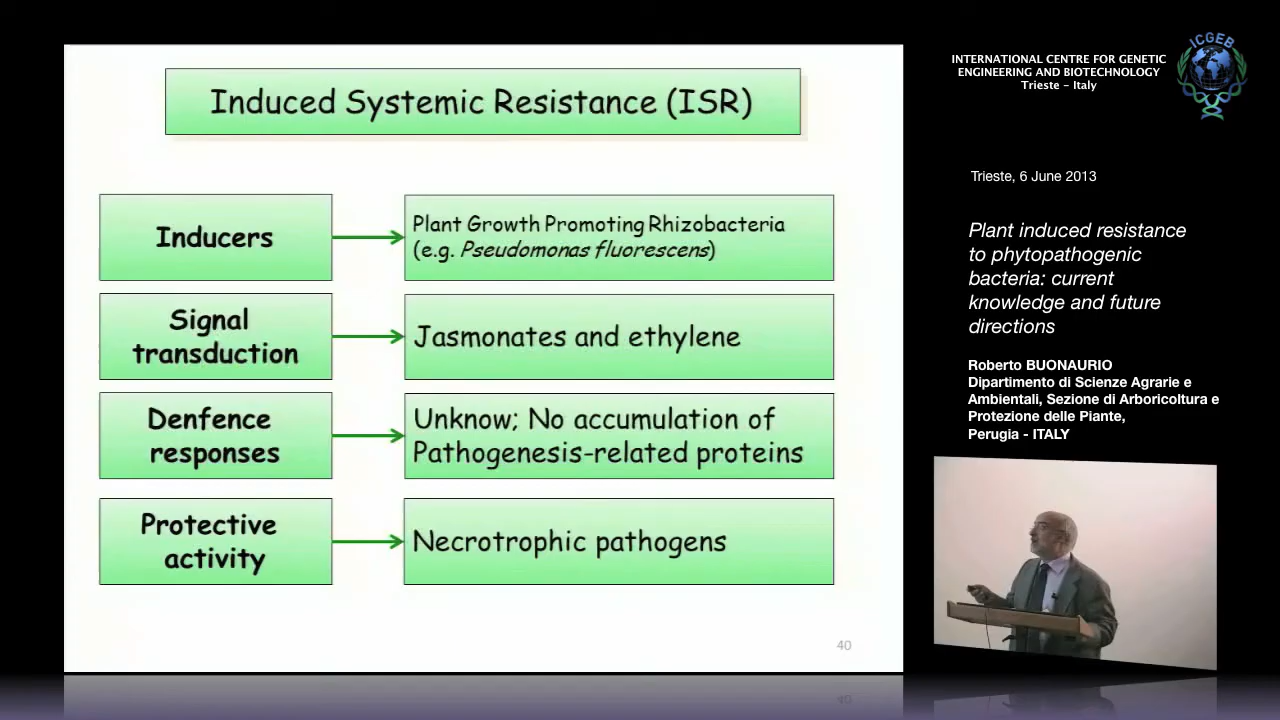 Induced Systemic Resistance (ISR)
Inducers
Plant Growth Promoting Rhizobacteria
(e.g. Pseudomonas fluorescens)
Signal
transduction
Jasmonates and ethylene
Denfence
responses
Unknow; No accumulation of
Pathogenesis-related proteins
Protective
activity
Necrotrophic pathogens
40
INTERNATIONAL CENTRE FOR GENETIC
ENGINEERING AND BIOTECHNOLOGY
Trieste - Italy
ICGEB
Trieste, 6 June 2013
Plant induced resistance
to phytopathogenic
bacteria: current
knowledge and future
directions
Roberto BUONAURIO
Dipartimento di Scienze Agrarie e
Ambientali, Sezione di Arboricoltura e
Protezione delle Piante,
Perugia - ITALY